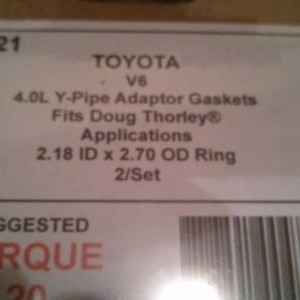 21
TOYOTA
V6
4.0L Y-Pipe Adaptor Gaskets
Fits Doug Thorley®
Applications
2.18 ID x 2.70 OD Ring
2/Set
GGESTED
RQUE
20